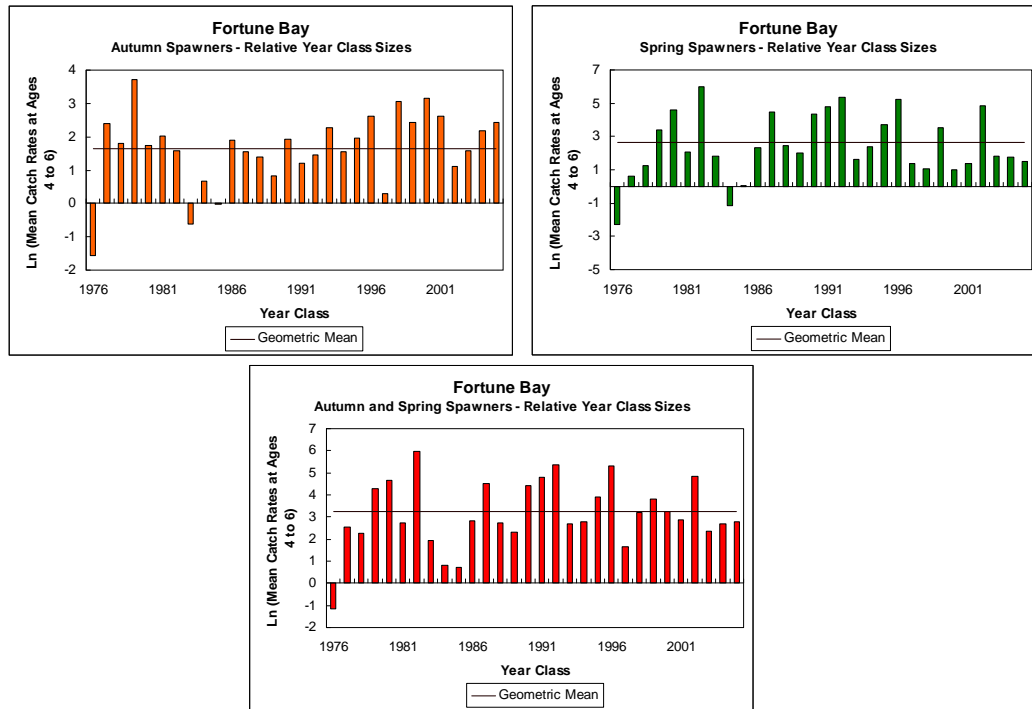 Fortune Bay
Autumn Spawners - Relative Year Class Sizes
Ln (Mean Catch Rates at Ages
4 to 6)
4
3
2
1
0
-1
-2
1976 1981 1986 1991 1996 2001
Year Class
Geometric Mean
Fortune Bay
Spring Spawners - Relative Year Class Sizes
Ln (Mean Catch Rates at Ages
4 to 6)
7
5
3
1
-1
-3
-5
1976 1981 1986 1991 1996 2001
Year Class
Geometric Mean
Fortune Bay
Autumn and Spring Spawners - Relative Year Class Sizes
Ln (Mean Catch Rates at Ages
4 to 6)
7
6
5
4
3
2
1
0
-1
-2
1976 1981 1986 1991 1996 2001
Year Class
Geometric Mean